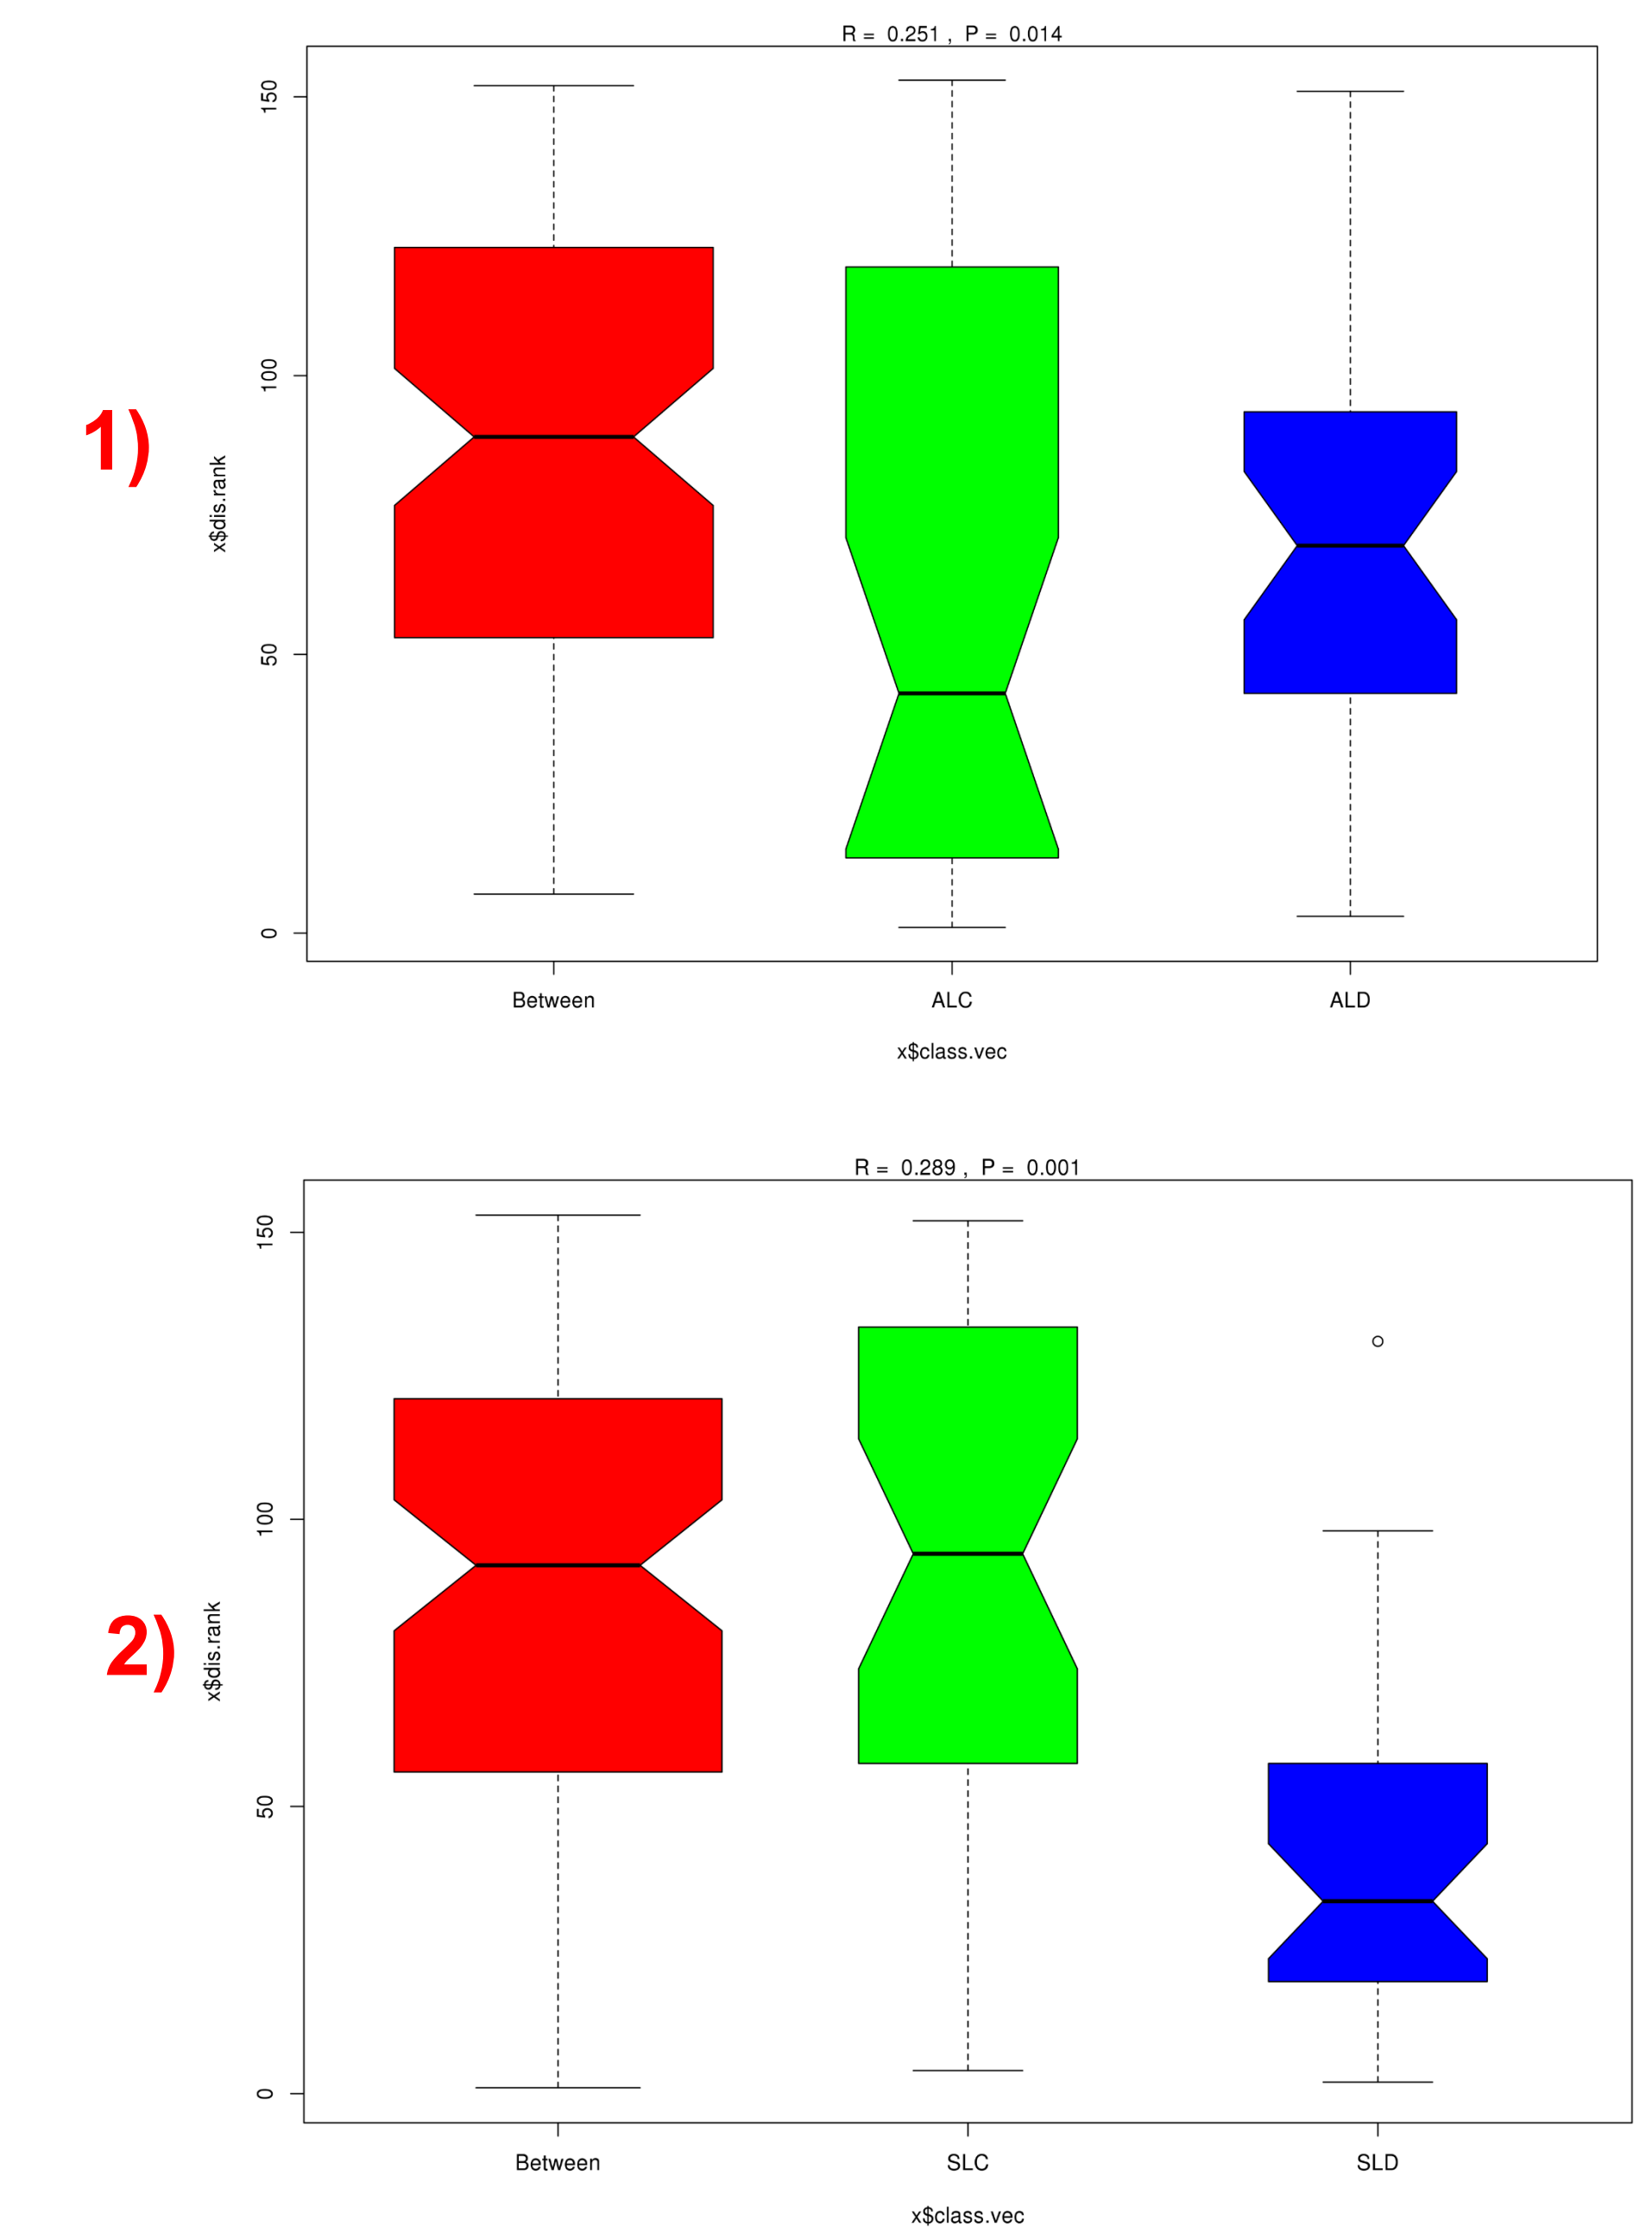 R = 0.251 , P = 0.014
150
100
50
0
1)
x$dis.rank
Between ALC ALD
x$class.vec
R = 0.289 , P = 0.001
150
100
50
0
2)
x$dis.rank
Between SLC SLD
x$class.vec